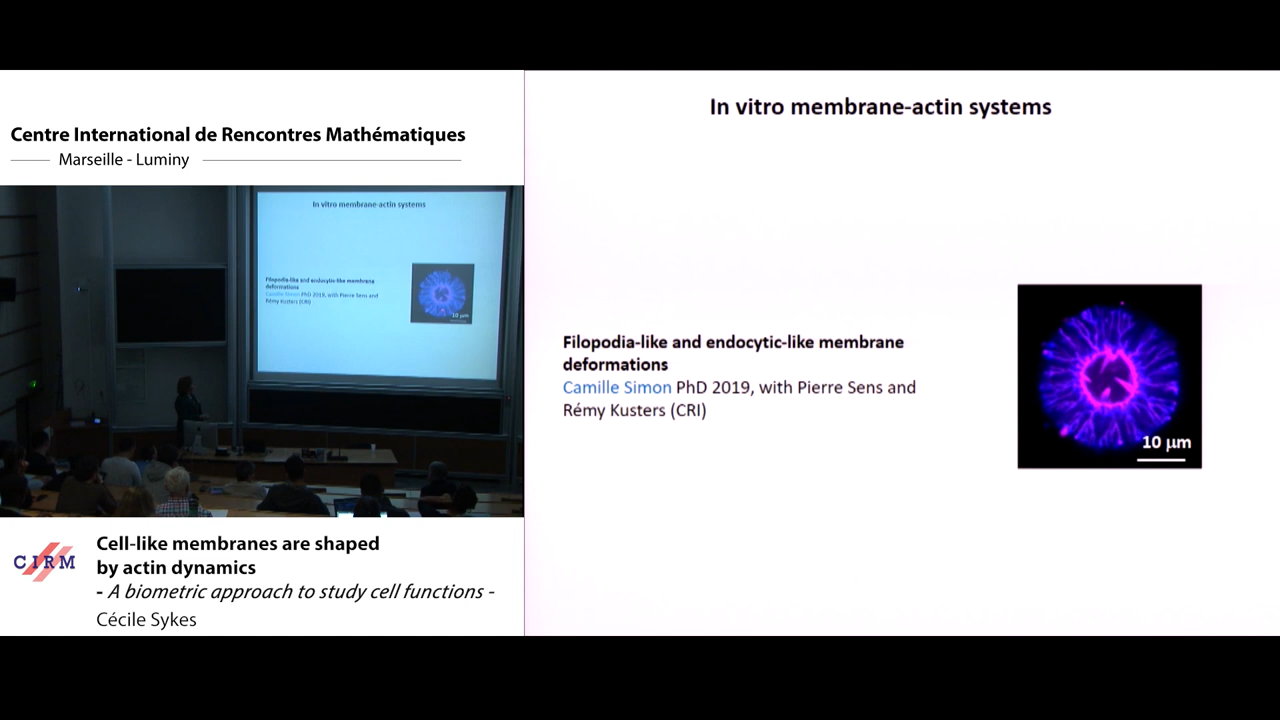 Centre International de Rencontres Mathématiques
Marseille - Luminy
In vitro membrane-actin systems
Filopodia-like and endocytic-like membrane
deformations
Camille Simon PhD 2019, with Pierre Sens and
Rémy Kusters (CRI)
10 µm
CIRM
Cell-like membranes are shaped
by actin dynamics
- A biometric approach to study cell functions -
Cécile Sykes
In vitro membrane-actin systems
Filopodia-like and endocytic-like membrane
deformations
Camille Simon PhD 2019, with Pierre Sens and
Rémy Kusters (CRI)
10 µm